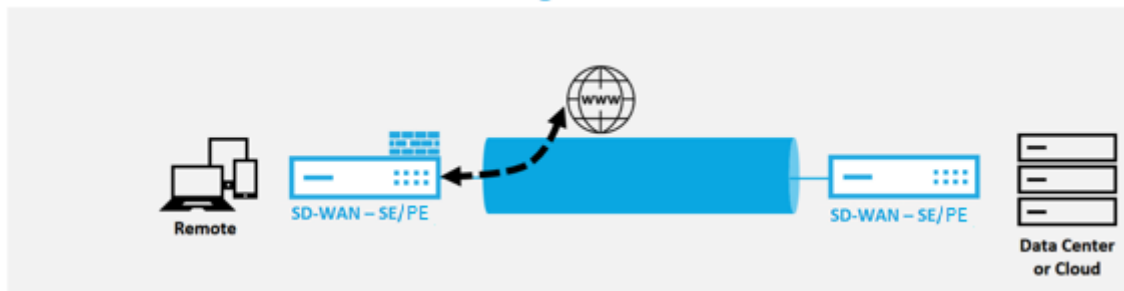 www
SD-WAN – SE/PE
SD-WAN – SE/PE
Remote
Data Center
or Cloud